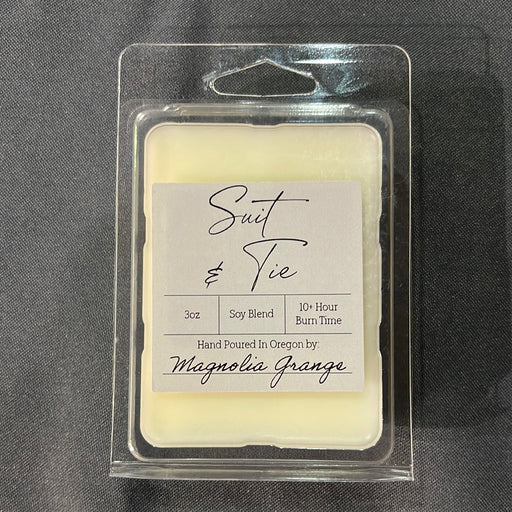 Suit
& Tie
3oz
Soy Blend
10+ Hour
Burn Time
Hand Poured In Oregon by:
Magnolia Grange